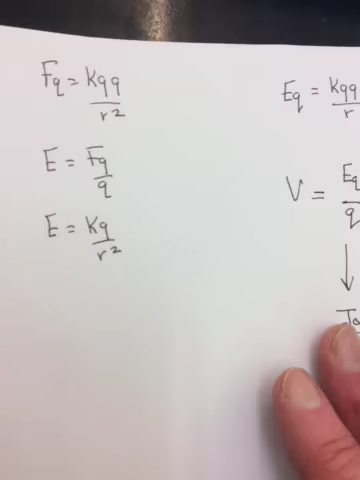 Fq = Kqq/r²
E = Fq/q
E = Kq/r²
Eq = Kqq/r
V = Eq/q
↓